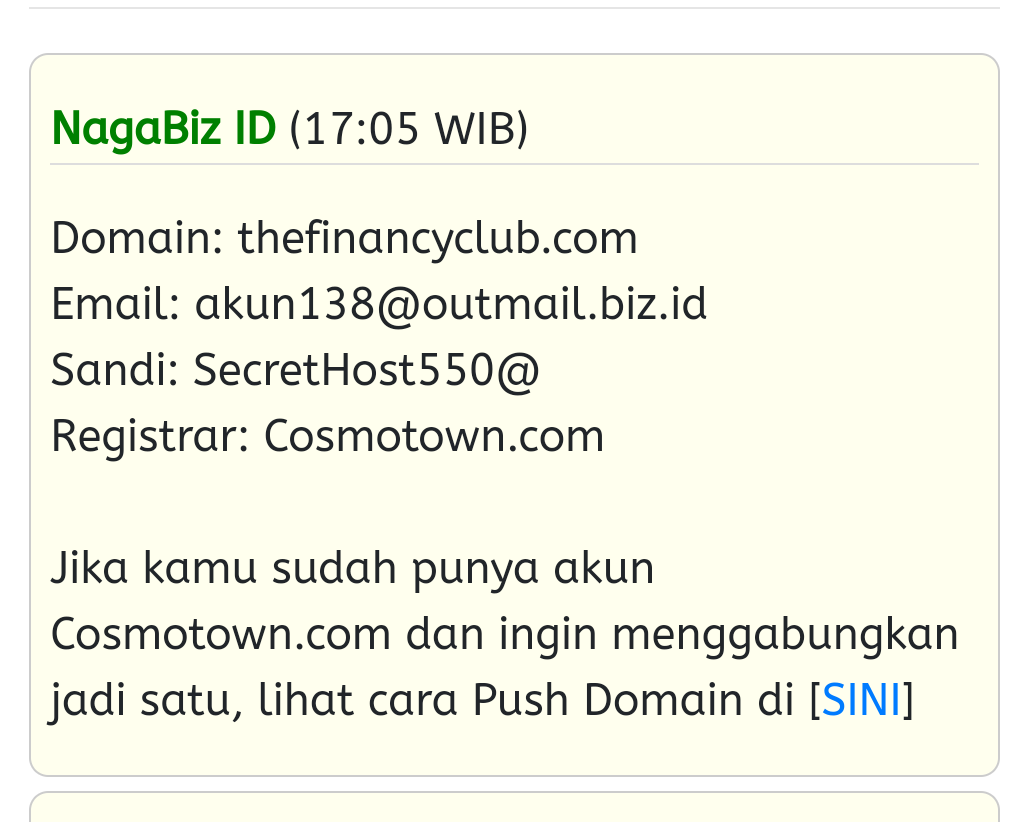 NagaBiz ID (17:05 WIB)
Domain: thefinancyclub.com
Email: akun138@outmail.biz.id
Sandi: SecretHost550@
Registrar: Cosmotown.com
Jika kamu sudah punya akun
Cosmotown.com dan ingin menggabungkan
jadi satu, lihat cara Push Domain di [SINI]